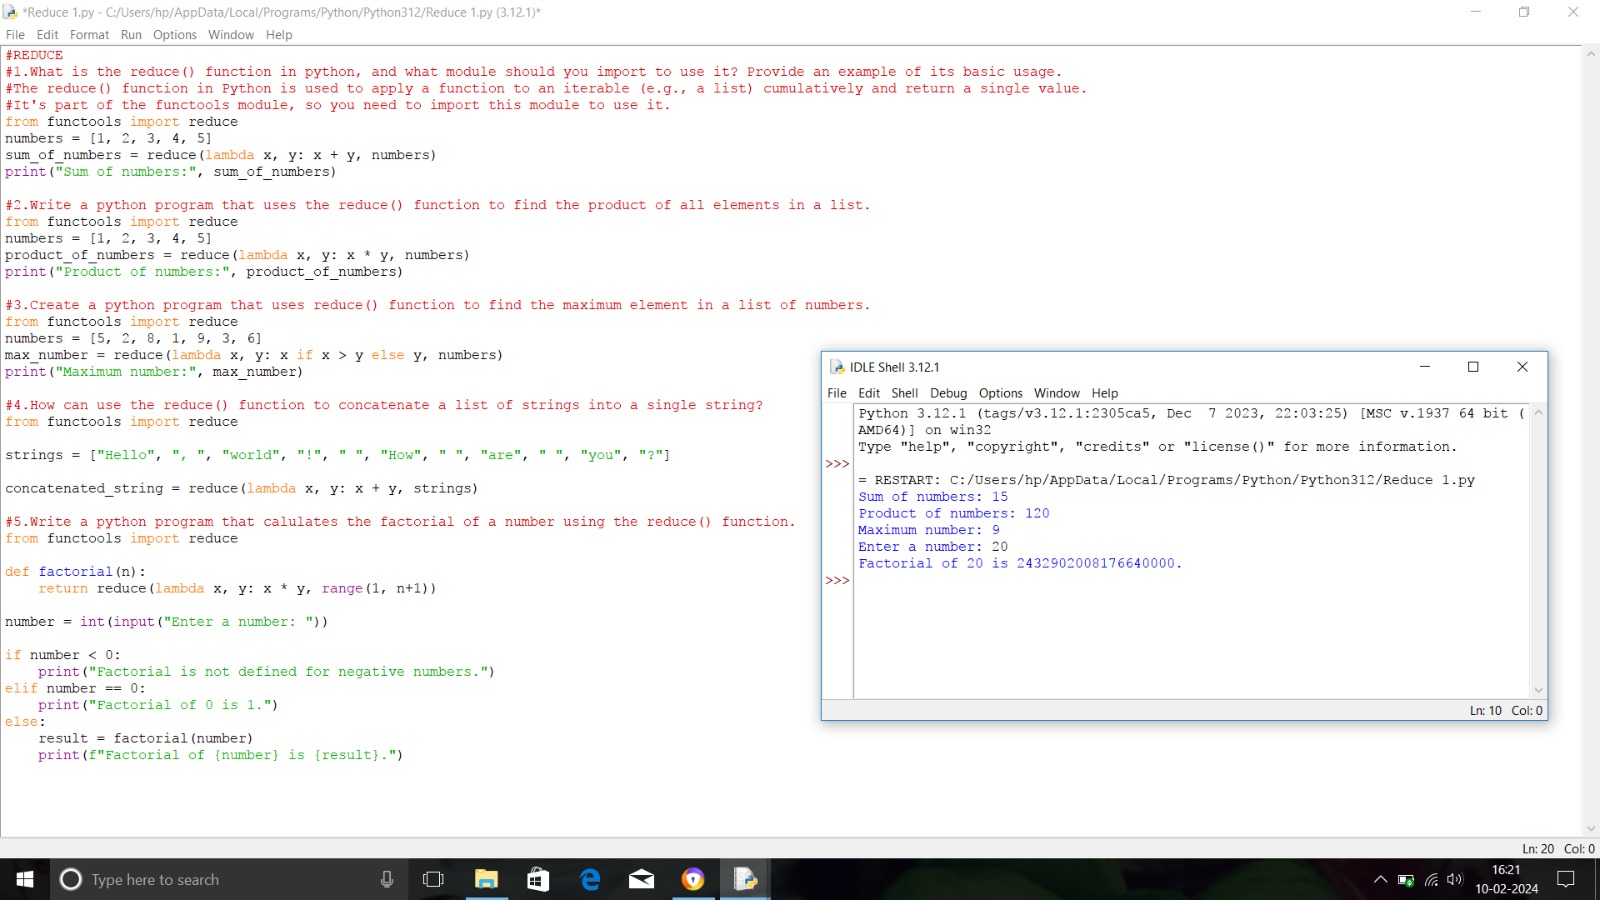 *Reduce 1.py - C:/Users/hp/AppData/Local/Programs/Python/Python312/Reduce 1.py (3.12.1)*
File Edit Format Run Options Window Help
#REDUCE
#1.What is the reduce() function in python, and what module should you import to use it? Provide an example of its basic usage.
#The reduce() function in Python is used to apply a function to an iterable (e.g., a list) cumulatively and return a single value.
#It's part of the functools module, so you need to import this module to use it.
from functools import reduce
numbers = [1, 2, 3, 4, 5]
sum_of_numbers = reduce(lambda x, y: x + y, numbers)
print("Sum of numbers:", sum_of_numbers)

#2.Write a python program that uses the reduce() function to find the product of all elements in a list.
from functools import reduce
numbers = [1, 2, 3, 4, 5]
product_of_numbers = reduce(lambda x, y: x * y, numbers)
print("Product of numbers:", product_of_numbers)

#3.Create a python program that uses reduce() function to find the maximum element in a list of numbers.
from functools import reduce
numbers = [5, 2, 8, 1, 9, 3, 6]
max_number = reduce(lambda x, y: x if x > y else y, numbers)
print("Maximum number:", max_number)

#4.How can use the reduce() function to concatenate a list of strings into a single string?
from functools import reduce

strings = ["Hello", ", ", "world", "!", " ", "How", " ", "are", " ", "you", "?"]

concatenated_string = reduce(lambda x, y: x + y, strings)

#5.Write a python program that calulates the factorial of a number using the reduce() function.
from functools import reduce

def factorial(n):
    return reduce(lambda x, y: x * y, range(1, n+1))

number = int(input("Enter a number: "))

if number < 0:
    print("Factorial is not defined for negative numbers.")
elif number == 0:
    print("Factorial of 0 is 1.")
else:
    result = factorial(number)
    print(f"Factorial of {number} is {result}.")
IDLE Shell 3.12.1
File Edit Shell Debug Options Window Help
Python 3.12.1 (tags/v3.12.1:2305ca5, Dec  7 2023, 22:03:25) [MSC v.1937 64 bit (
AMD64)] on win32
Type "help", "copyright", "credits" or "license()" for more information.
>>>
= RESTART: C:/Users/hp/AppData/Local/Programs/Python/Python312/Reduce 1.py
Sum of numbers: 15
Product of numbers: 120
Maximum number: 9
Enter a number: 20
Factorial of 20 is 2432902008176640000.
>>>
Ln: 10 Col: 0
Ln: 20 Col: 0
Type here to search
16:21
10-02-2024